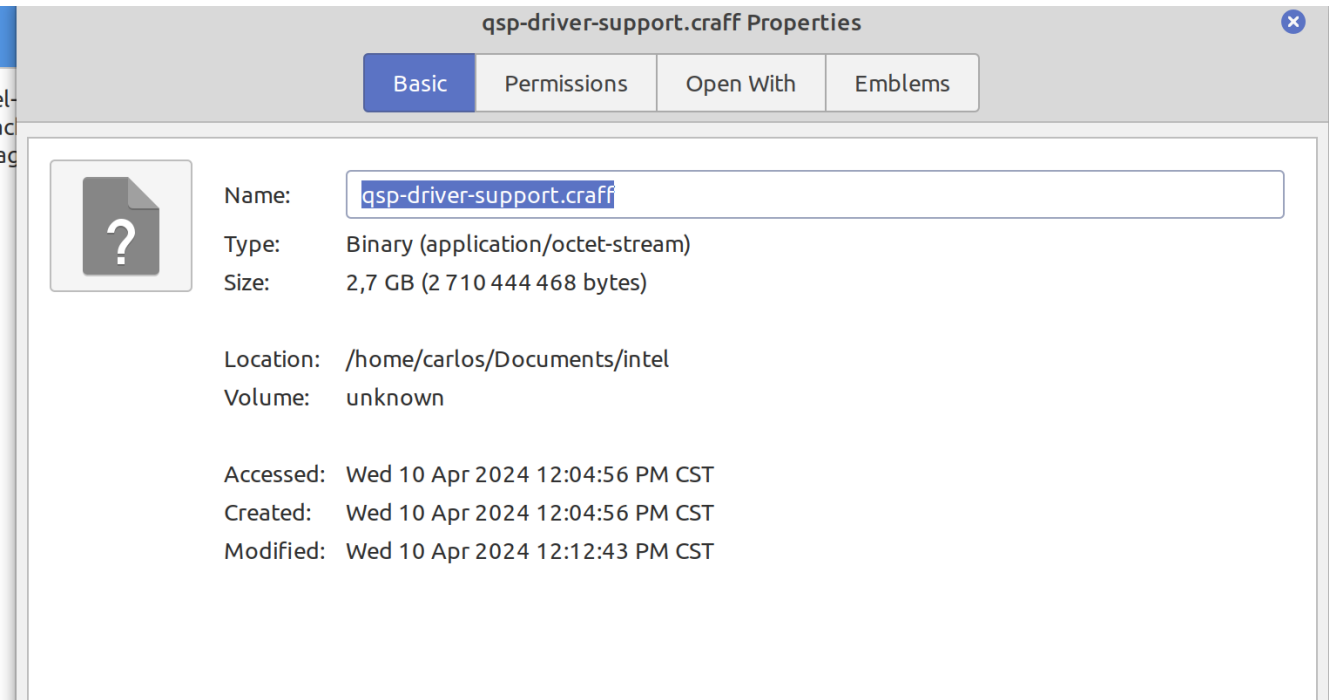 qsp-driver-support.craff Properties
Basic Permissions Open With Emblems
Name: qsp-driver-support.craff
Type: Binary (application/octet-stream)
Size: 2,7 GB (2 710 444 468 bytes)
Location: /home/carlos/Documents/intel
Volume: unknown
Accessed: Wed 10 Apr 2024 12:04:56 PM CST
Created: Wed 10 Apr 2024 12:04:56 PM CST
Modified: Wed 10 Apr 2024 12:12:43 PM CST